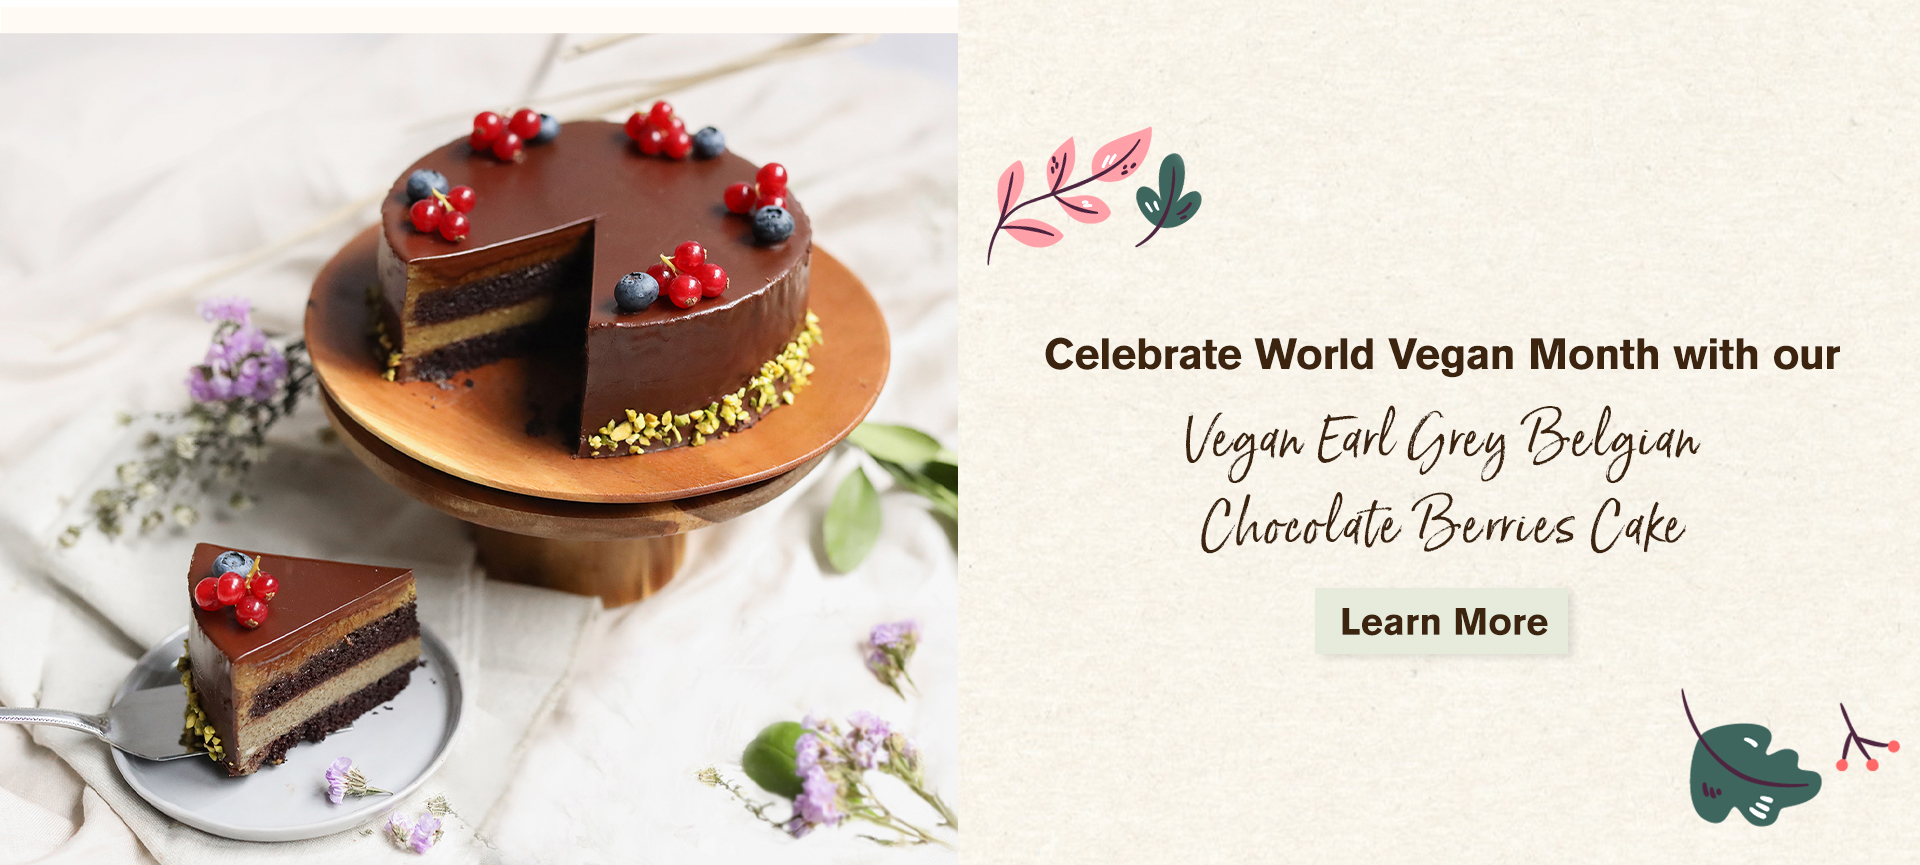 Celebrate World Vegan Month with our
Vegan Earl Grey Belgian
Chocolate Berries Cake
Learn More